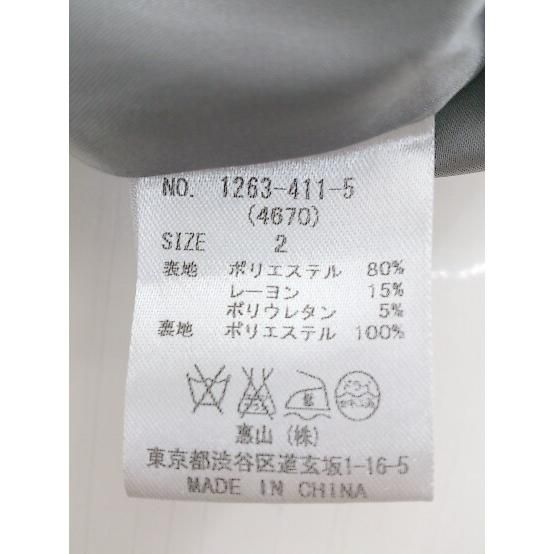 NO. 1263-411-5
(4670)
SIZE 2
表地 ポリエステル 80%
レーヨン 15%
ポリウレタン 5%
裏地 ポリエステル 100%
恵山(株)
東京都渋谷区道玄坂1-16-5
MADE IN CHINA